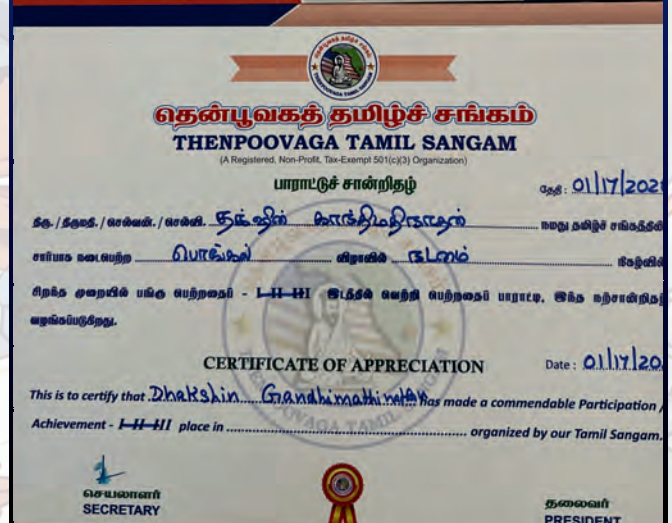 தென்பூவகத் தமிழ்ச் சங்கம்
THENPOOVAGA TAMIL SANGAM
(A Registered, Non-Profit, Tax-Exempt 501(c)(3) Organization)
பாராட்டுச் சான்றிதழ்
தேதி : 01/17/202
திரு. / திருமதி. / செல்வன். / செல்வி. தக்ஷின் காந்திமதிநாதன் நமது தமிழ்ச் சங்கத்தின்
சார்பாக நடைபெற்ற பொங்கல் விழாவில் நடனம் நிகழ்வில்
சிறந்த முறையில் பங்கு பெற்றதைப் - I II III இடத்தில் வெற்றி பெற்றதைப் பாராட்டி, இந்த நற்சான்றிதழ்
வழங்கப்படுகிறது.
CERTIFICATE OF APPRECIATION
Date : 01/17/20
This is to certify that Dhakshin Gandhimathinathan has made a commendable Participation /
Achievement - I II III place in ........ organized by our Tamil Sangam.
செயலாளர்
SECRETARY
தலைவர்
PRESIDENT